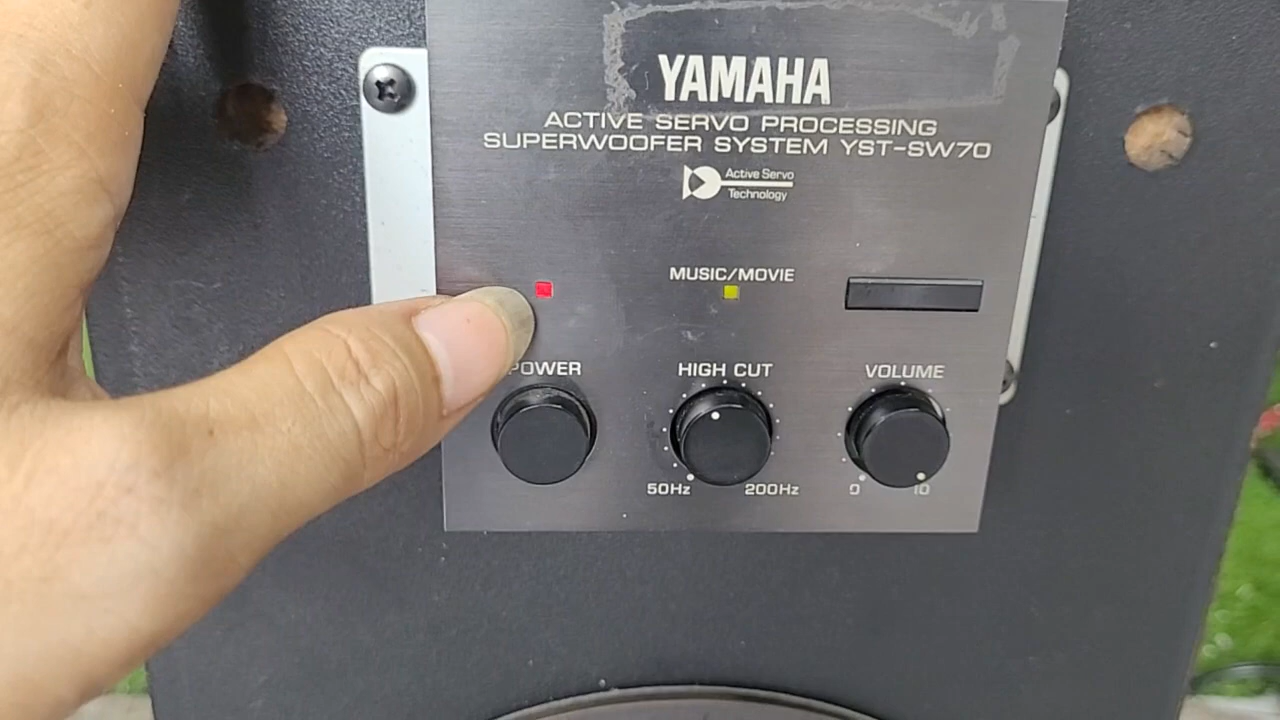 YAMAHA
ACTIVE SERVO PROCESSING
SUPERWOOFER SYSTEM YST-SW70
Active Servo
Technology
MUSIC/MOVIE
POWER
HIGH CUT
VOLUME
50Hz
200Hz
0
10